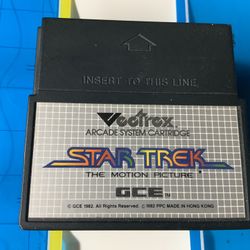 INSERT TO THIS LINE
Vectrex
ARCADE SYSTEM CARTRIDGE
STAR TREK
THE MOTION PICTURE
GCE™
© GCE 1982. All Rights Reserved. © 1982 PPC MADE IN HONG KONG